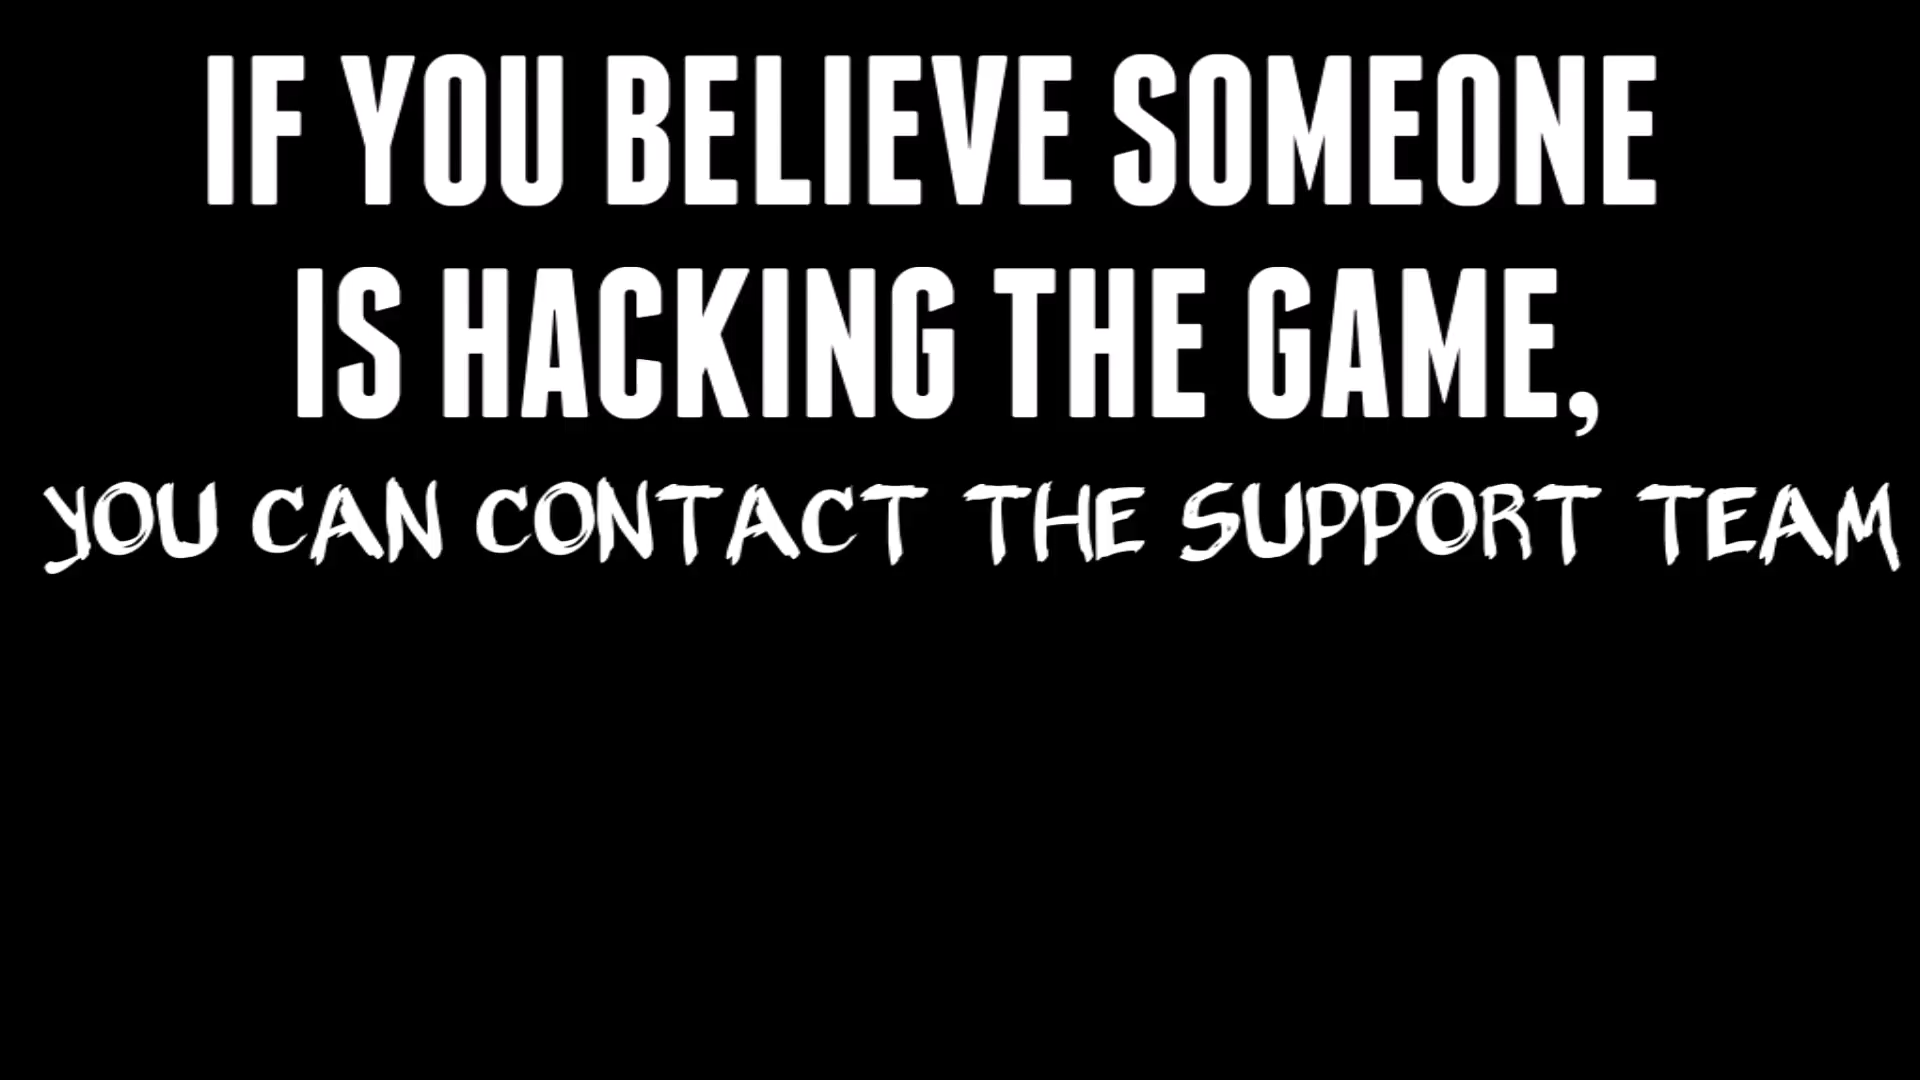 IF YOU BELIEVE SOMEONE
IS HACKING THE GAME,
YOU CAN CONTACT THE SUPPORT TEAM